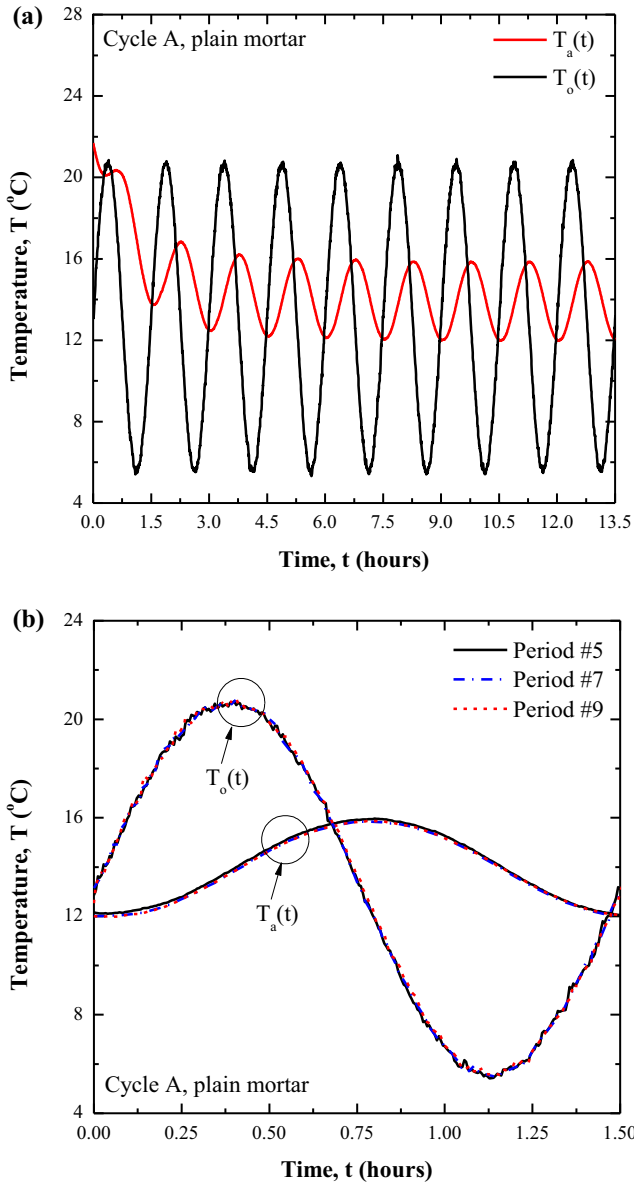 (a)
Cycle A, plain mortar
Tₐ(t)
Tₒ(t)
28
24
20
16
12
8
4
Temperature, T (°C)
0.0 1.5 3.0 4.5 6.0 7.5 9.0 10.5 12.0 13.5
Time, t (hours)
(b)
Period #5
Period #7
Period #9
24
20
16
12
8
4
Temperature, T (°C)
Tₒ(t)
Tₐ(t)
Cycle A, plain mortar
0.00 0.25 0.50 0.75 1.00 1.25 1.50
Time, t (hours)